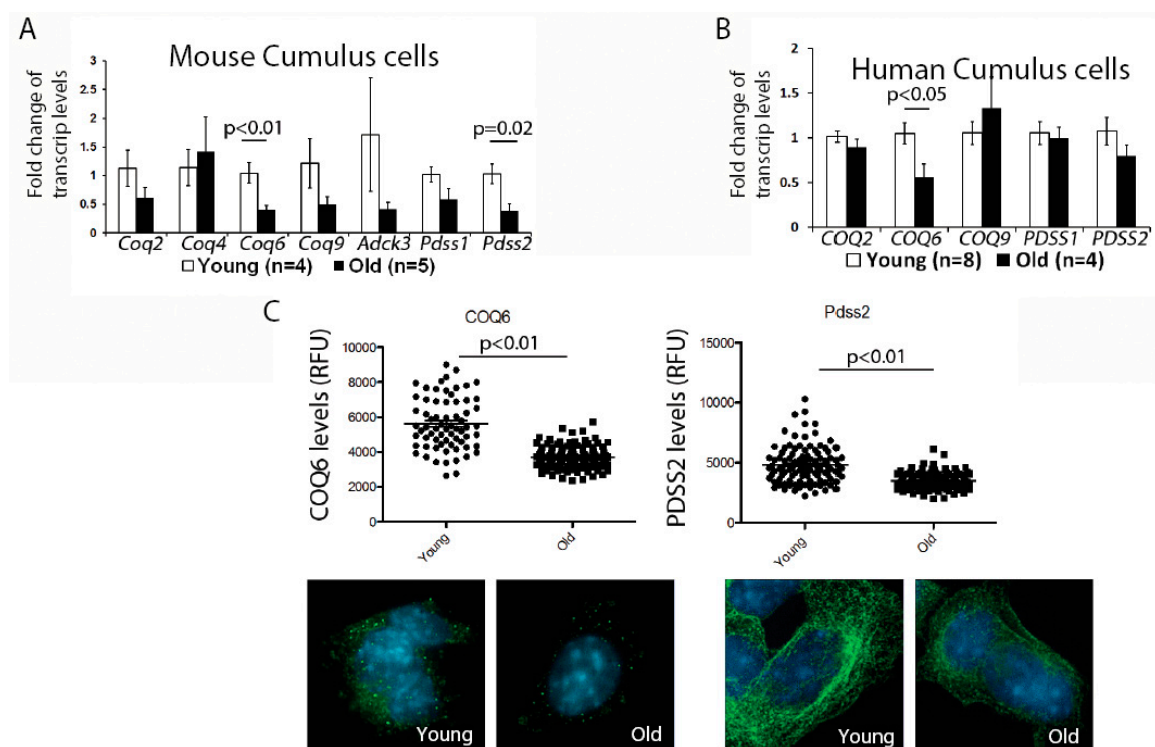 A
Mouse Cumulus cells
Fold change of
transcrip levels
3
2.5
2
1.5
1
0.5
0
p<0.01
p=0.02
Coq2 Coq4 Coq6 Coq9 Adck3 Pdss1 Pdss2
Young (n=4) Old (n=5)
B
Human Cumulus cells
Fold change of
transcrip levels
2
1.5
1
0.5
0
p<0.05
COQ2 COQ6 COQ9 PDSS1 PDSS2
Young (n=8) Old (n=4)
C
COQ6
COQ6 levels (RFU)
10000
8000
6000
4000
2000
0
p<0.01
Young Old
Pdss2
PDSS2 levels (RFU)
15000
10000
5000
0
p<0.01
Young Old
Young Old Young Old